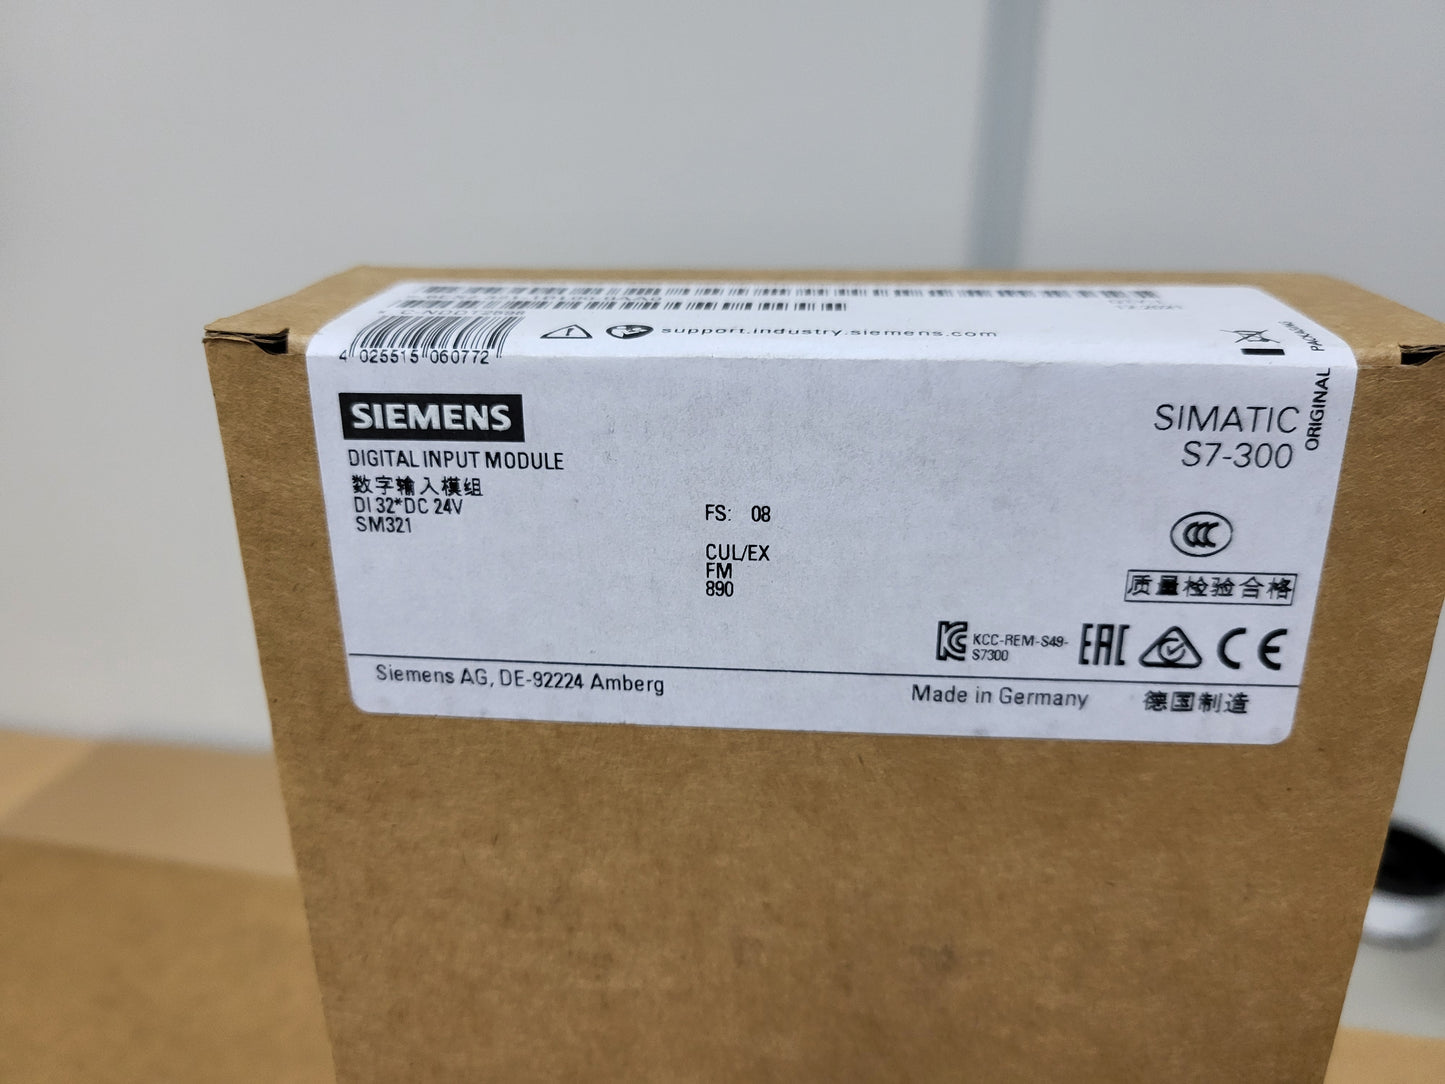 4 025515 060772
support.industry.siemens.com
SIEMENS
DIGITAL INPUT MODULE
数字输入模组
DI 32*DC 24V
SM321
FS: 08
CUL/EX
FM
890
SIMATIC
S7-300
ORIGINAL PACKAGING
CCC
质量检验合格
KCC-REM-S49-
S7300
EAC
CE
Siemens AG, DE-92224 Amberg
Made in Germany 德国制造